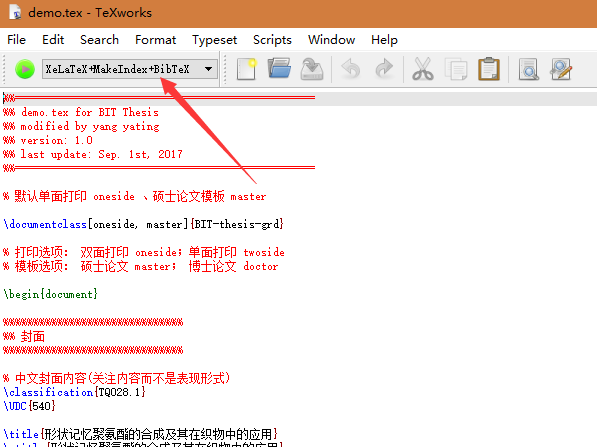 demo.tex - TeXworks
File Edit Search Format Typeset Scripts Window Help
XeLaTeX+MakeIndex+BibTeX
%%==================================================
%% demo.tex for BIT Thesis
%% modified by yang yating
%% version: 1.0
%% last update: Sep. 1st, 2017
%%==================================================
% 默认单面打印 oneside 、硕士论文模板 master
\documentclass[oneside, master]{BIT-thesis-grd}
% 打印选项: 双面打印 oneside; 单面打印 twoside
% 模板选项: 硕士论文 master; 博士论文 doctor
\begin{document}
%%%%%%%%%%%%%%%%%%%%%%%%%%%%%%
%% 封面
%%%%%%%%%%%%%%%%%%%%%%%%%%%%%%
% 中文封面内容(关注内容而不是表现形式)
\classification{TQ028.1}
\UDC{540}
\title{形状记忆聚氨酯的合成及其在织物中的应用}